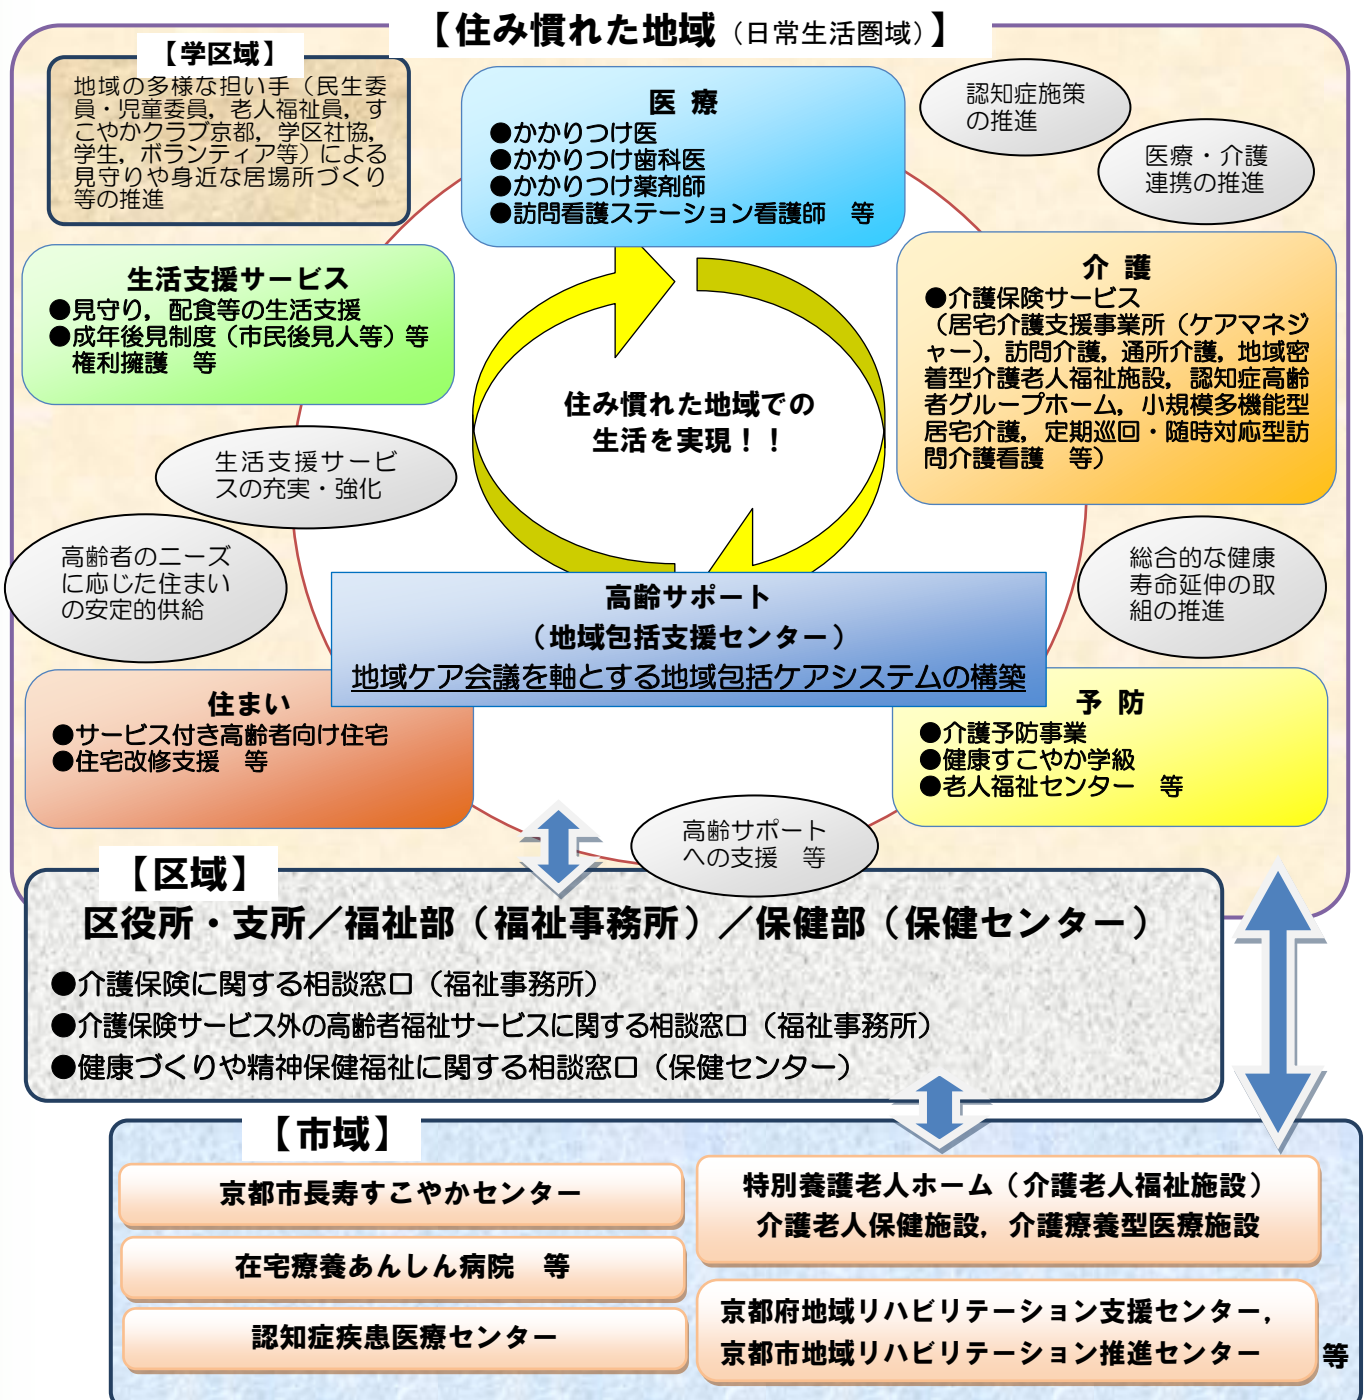 【住み慣れた地域（日常生活圏域）】
【学区域】
地域の多様な担い手（民生委
員・児童委員，老人福祉員，す
こやかクラブ京都，学区社協，
学生，ボランティア等）による
見守りや身近な居場所づくり
等の推進
医 療
●かかりつけ医
●かかりつけ歯科医
●かかりつけ薬剤師
●訪問看護ステーション看護師　等
認知症施策
の推進
医療・介護
連携の推進
生活支援サービス
●見守り，配食等の生活支援
●成年後見制度（市民後見人等）等
権利擁護　等
介 護
●介護保険サービス
（居宅介護支援事業所（ケアマネジ
ャー），訪問介護，通所介護，地域密
着型介護老人福祉施設，認知症高齢
者グループホーム，小規模多機能型
居宅介護，定期巡回・随時対応型訪
問介護看護　等）
住み慣れた地域での
生活を実現！！
生活支援サービ
スの充実・強化
高齢者のニーズ
に応じた住まい
の安定的供給
総合的な健康
寿命延伸の取
組の推進
高齢サポート
（地域包括支援センター）
地域ケア会議を軸とする地域包括ケアシステムの構築
住まい
●サービス付き高齢者向け住宅
●住宅改修支援　等
予 防
●介護予防事業
●健康すこやか学級
●老人福祉センター　等
高齢サポート
への支援　等
【区域】
区役所・支所／福祉部（福祉事務所）／保健部（保健センター）
●介護保険に関する相談窓口（福祉事務所）
●介護保険サービス外の高齢者福祉サービスに関する相談窓口（福祉事務所）
●健康づくりや精神保健福祉に関する相談窓口（保健センター）
【市域】
京都市長寿すこやかセンター
在宅療養あんしん病院　等
認知症疾患医療センター
特別養護老人ホーム（介護老人福祉施設）
介護老人保健施設，介護療養型医療施設
京都府地域リハビリテーション支援センター，
京都市地域リハビリテーション推進センター
等